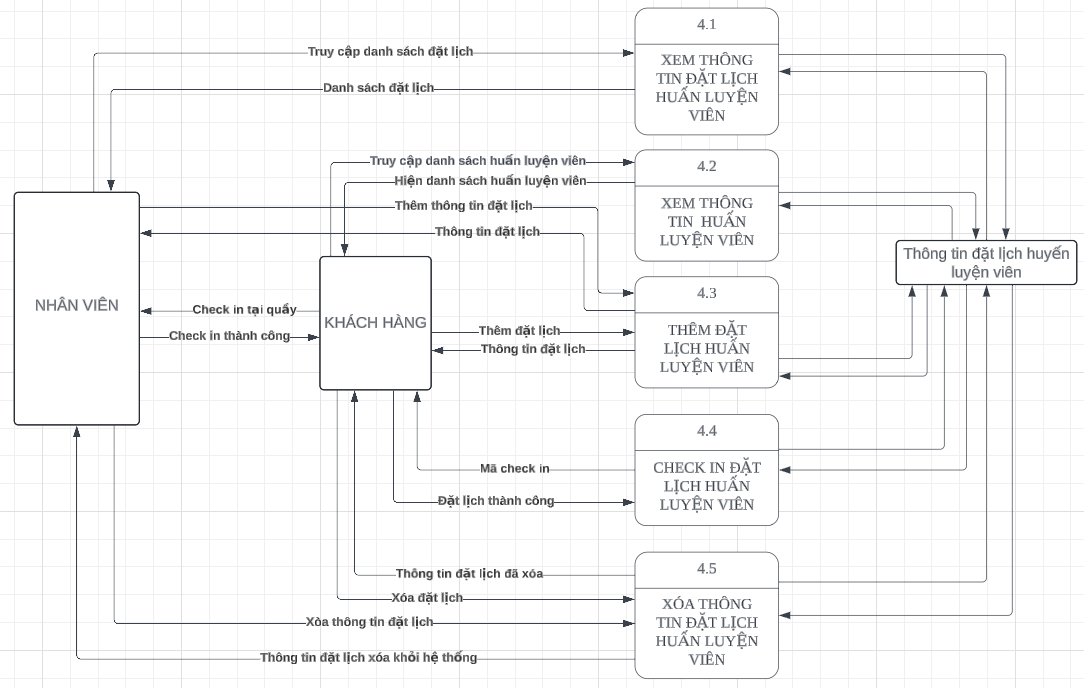 4.1
XEM THÔNG
TIN ĐẶT LỊCH
HUẤN LUYỆN
VIÊN
Truy cập danh sách đặt lịch
Danh sách đặt lịch
4.2
XEM THÔNG
TIN HUẤN
LUYỆN VIÊN
Truy cập danh sách huấn luyện viên
Hiện danh sách huấn luyện viên
Thêm thông tin đặt lịch
Thông tin đặt lịch
Thông tin đặt lịch huyến
luyện viên
NHÂN VIÊN
Check in tại quầy
Check in thành công
KHÁCH HÀNG
4.3
THÊM ĐẶT
LỊCH HUẤN
LUYỆN VIÊN
Thêm đặt lịch
Thông tin đặt lịch
4.4
CHECK IN ĐẶT
LỊCH HUẤN
LUYỆN VIÊN
Mã check in
Đặt lịch thành công
4.5
XÓA THÔNG
TIN ĐẶT LỊCH
HUẤN LUYỆN
VIÊN
Thông tin đặt lịch đã xóa
Xóa đặt lịch
Xòa thông tin đặt lịch
Thông tin đặt lịch xóa khỏi hệ thống